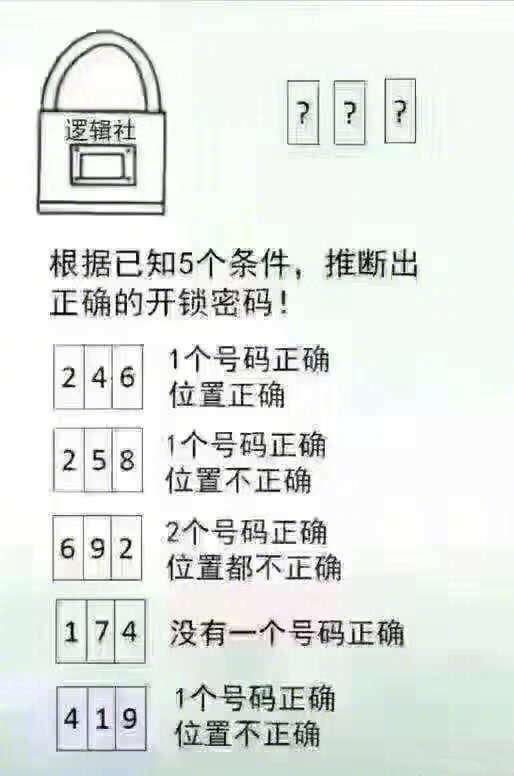 逻辑社
? ? ?
根据已知5个条件，推断出
正确的开锁密码！
2 4 6 1个号码正确
位置正确
2 5 8 1个号码正确
位置不正确
6 9 2 2个号码正确
位置都不正确
1 7 4 没有一个号码正确
4 1 9 1个号码正确
位置不正确